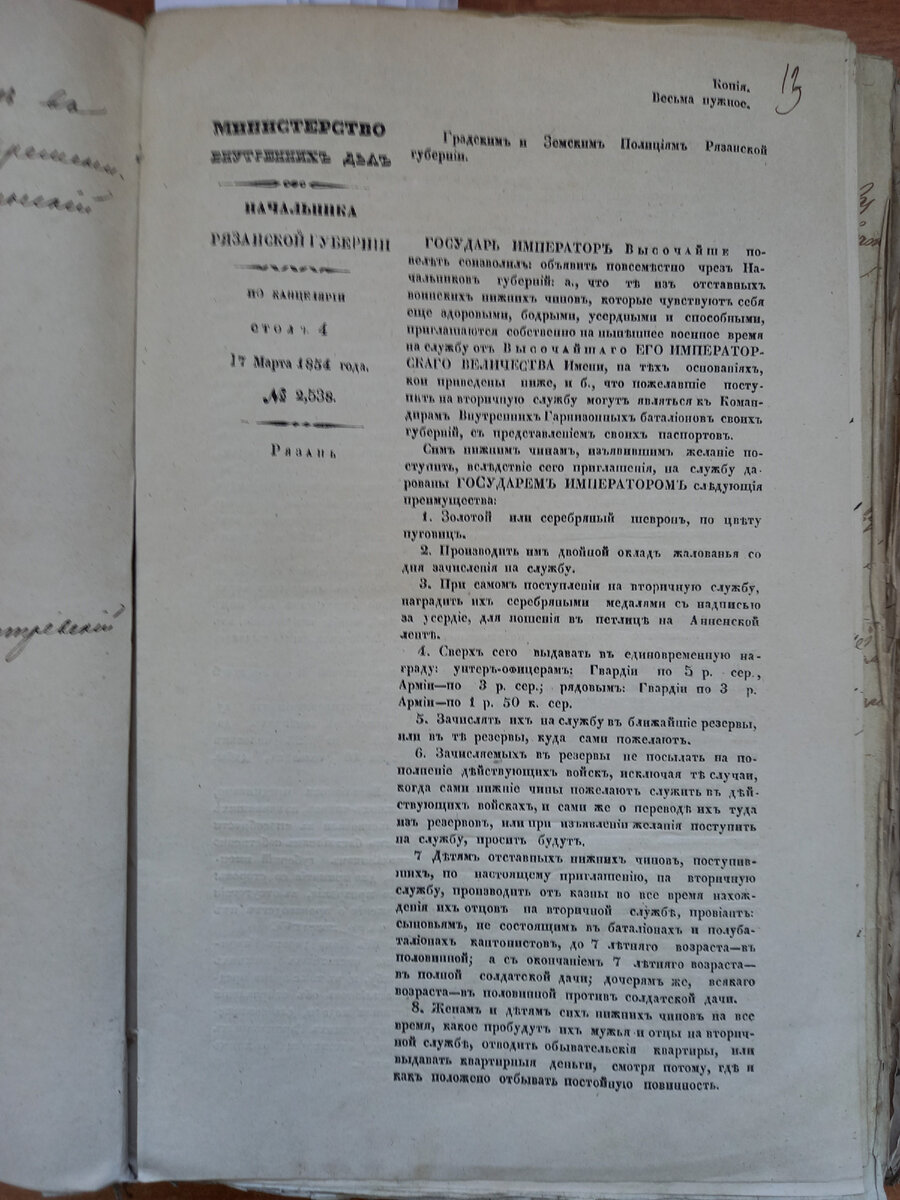 13
Копія.
Весьма нужное.
МИНИСТЕРСТВО
ВНУТРЕННИХЪ ДѢЛЪ
НАЧАЛЬНИКА
РЯЗАНСКОЙ ГУБЕРНІИ
ПО КАНЦЕЛЯРІИ
СТОЛЪ 4
17 Марта 1854 года.
№ 2,538.
Рязань
Градскимъ и Земскимъ Полиціямъ Рязанской
губерніи.
ГОСУДАРЬ ИМПЕРАТОРЪ Высочайше по-
велѣть соизволилъ: объявить повсемѣстно чрезъ На-
чальниковъ губерній: а., что тѣ изъ отставныхъ
воинскихъ нижнихъ чиновъ, которые чувствуютъ себя
еще здоровыми, бодрыми, усердными и способными,
приглашаются собственно на нынѣшнее военное время
на службу отъ Высочайшаго ЕГО ИМПЕРАТОР-
СКАГО ВЕЛИЧЕСТВА Имени, на тѣхъ основаніяхъ,
кои приведены ниже, и б., что пожелавшіе посту-
пить на вторичную службу могутъ являться къ Коман-
дирамъ Внутреннихъ Гарнизонныхъ баталіоновъ своихъ
губерній, съ представленіемъ своихъ паспортовъ.
Симъ нижнимъ чинамъ, изъявившимъ желаніе по-
ступить, вслѣдствіе сего приглашенія, на службу да-
рованы ГОСУДАРЕМЪ ИМПЕРАТОРОМЪ слѣдующія
преимущества:
1. Золотой или серебряный шевронъ, по цвѣту
пуговицъ.
2. Производить имъ двойной окладъ жалованья со
дня зачисленія на службу.
3. При самомъ поступленіи на вторичную службу,
наградить ихъ серебряными медалями съ надписью
за усердіе, для ношенія въ петлицѣ на Анненской
лентѣ.
4. Сверхъ сего выдавать въ единовременную на-
граду: унтеръ-офицерамъ: Гвардіи по 5 р. сер.,
Арміи—по 3 р. сер.; рядовымъ: Гвардіи по 3 р.
Арміи—по 1 р. 50 к. сер.
5. Зачислять ихъ на службу въ ближайшіе резервы,
или въ тѣ резервы, куда сами пожелаютъ.
6. Зачисляемыхъ въ резервы не посылать на по-
полненіе дѣйствующихъ войскъ, исключая тѣ случаи,
когда сами нижніе чины пожелаютъ служить въ дѣй-
ствующихъ войскахъ, и сами же о переводѣ ихъ туда
изъ резервовъ, или при изъявленіи желанія поступить
на службу, просить будутъ.
7 Дѣтямъ отставныхъ нижнихъ чиновъ, поступив-
шихъ, по настоящему приглашенію, на вторичную
службу, производить отъ казны во все время нахож-
денія ихъ отцовъ на вторичной службѣ, провіантъ:
сыновьямъ, не состоящимъ въ баталіонахъ и полуба-
таліонахъ кантонистовъ, до 7 лѣтняго возраста—въ
половинной; а съ окончаніемъ 7 лѣтняго возраста—
въ полной солдатской дачи; дочерямъ же, всякаго
возраста—въ половинной противъ солдатской дачи.
8. Женамъ и дѣтямъ сихъ нижнихъ чиновъ на все
время, какое пробудутъ ихъ мужья и отцы на вторич-
ной службѣ, отводить обывательскія квартиры, или
выдавать квартирныя деньги, смотря потому, гдѣ и
какъ положено отбывать постойную повинность.